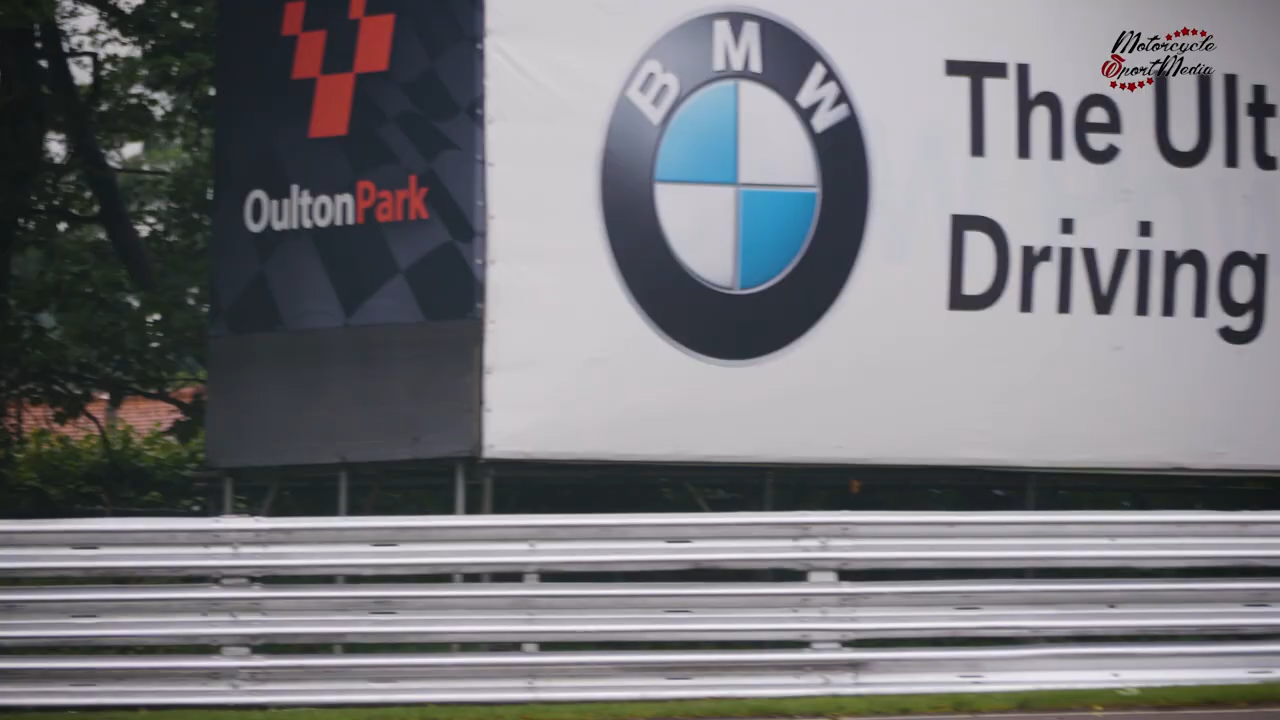 OultonPark
BMW
The Ult
Driving
Motorcycle
SportMedia